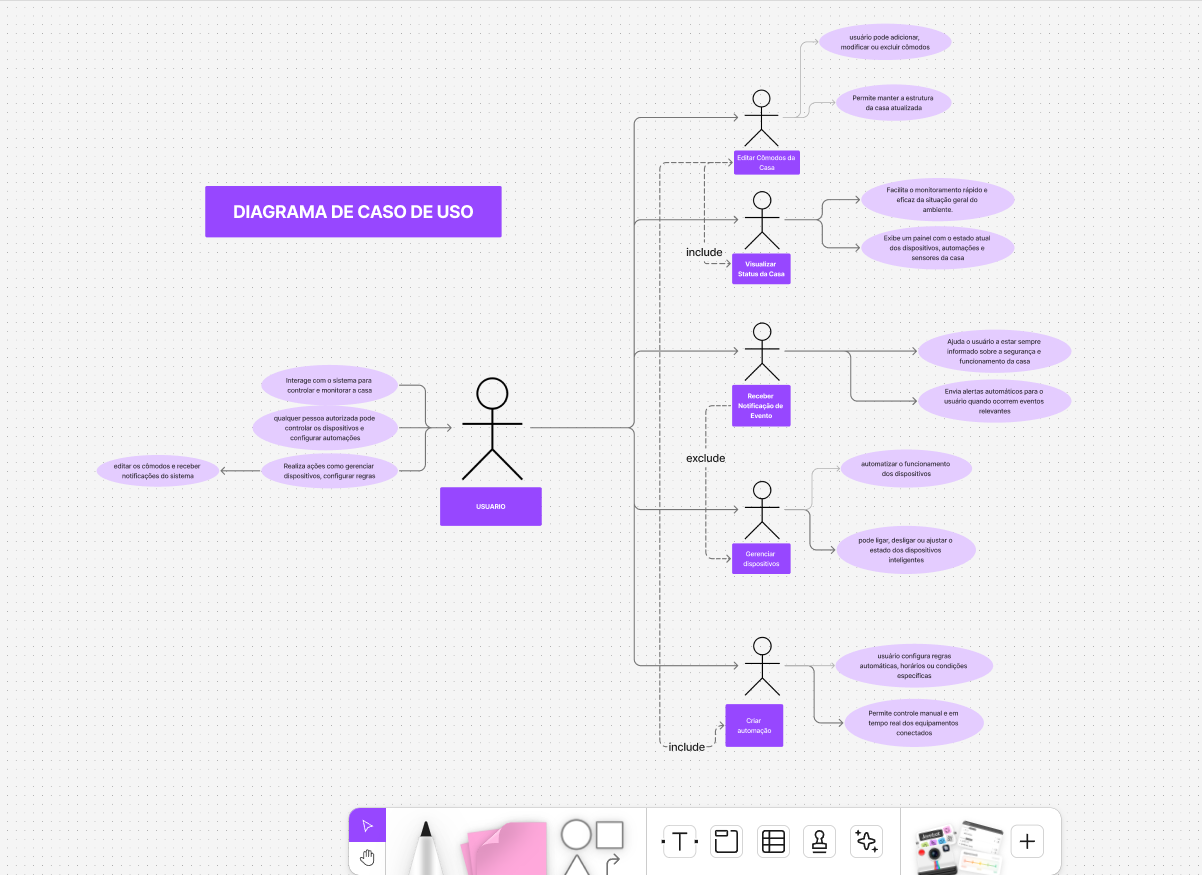 usuário pode adicionar,
modificar ou excluir cômodos
Permite manter a estrutura
da casa atualizada
Editar Cômodos da
Casa
DIAGRAMA DE CASO DE USO
Facilita o monitoramento rápido e
eficaz da situação geral do
ambiente.
Exibe um painel com o estado atual
dos dispositivos, automações e
sensores da casa
include
Visualizar
Status da Casa
Ajuda o usuário a estar sempre
informado sobre a segurança e
funcionamento da casa
Envia alertas automáticos para o
usuário quando ocorrem eventos
relevantes
Receber
Notificação de
Evento
Interage com o sistema para
controlar e monitorar a casa
qualquer pessoa autorizada pode
controlar os dispositivos e
configurar automações
Realiza ações como gerenciar
dispositivos, configurar regras
editar os cômodos e receber
notificações do sistema
USUARIO
exclude
automatizar o funcionamento
dos dispositivos
pode ligar, desligar ou ajustar o
estado dos dispositivos
inteligentes
Gerenciar
dispositivos
usuário configura regras
automáticas, horários ou condições
específicas
Permite controle manual e em
tempo real dos equipamentos
conectados
Criar
automação
include